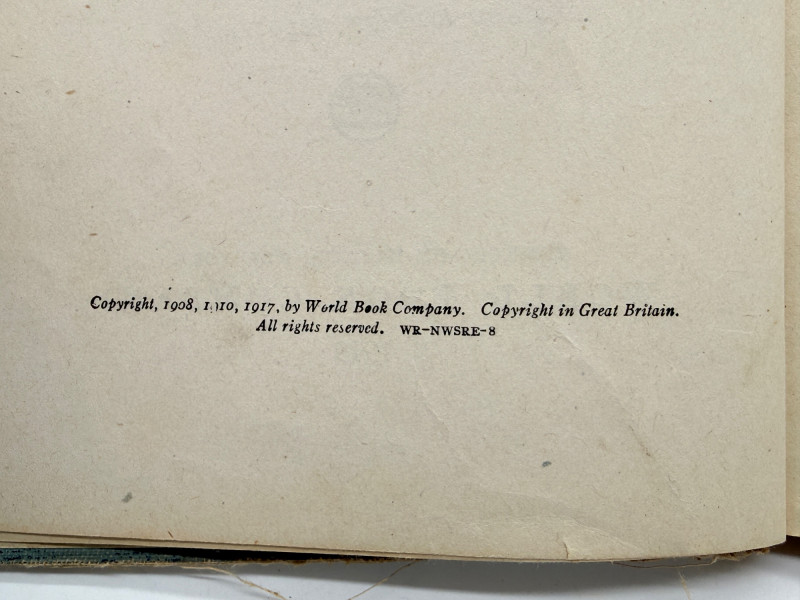 Copyright, 1908, 1910, 1917, by World Book Company. Copyright in Great Britain.
All rights reserved. WR-NWSRE-8